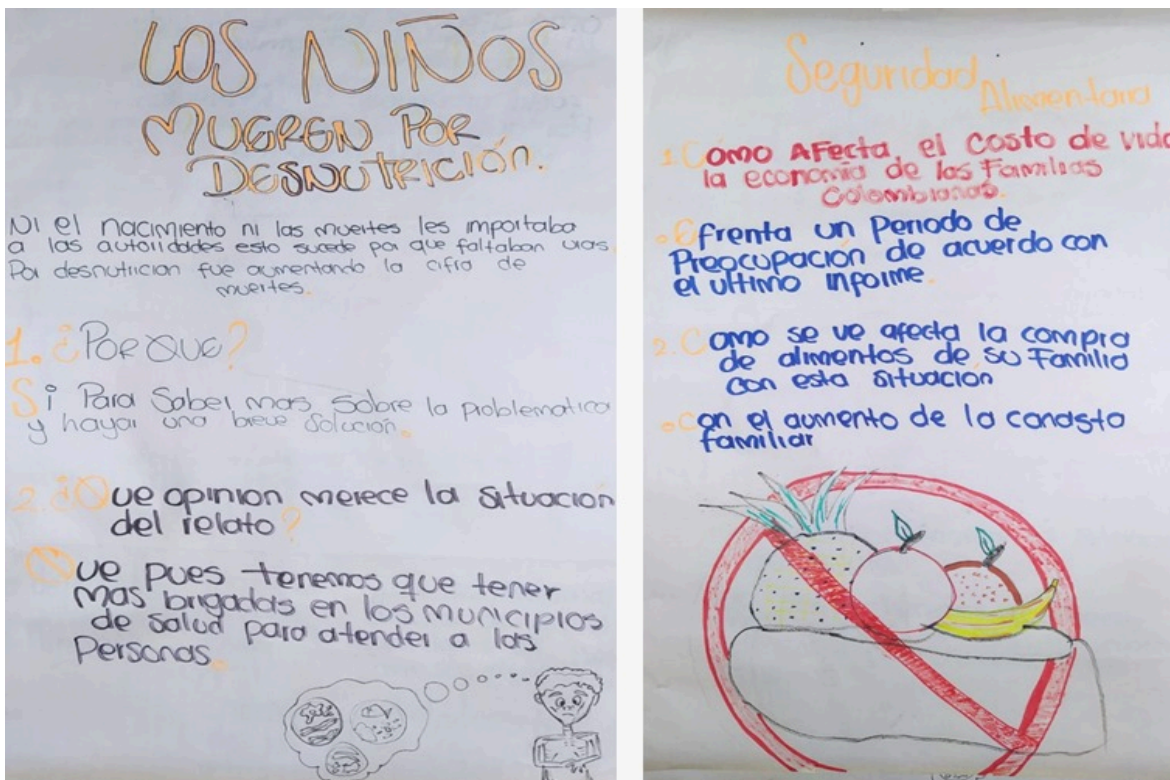 LOS NIÑOS
MUEREN POR
DESNUTRICIÓN.
Ni el nacimiento ni las muertes les importaba
a las autoridades esto sucede por que faltaban vias.
Por desnutricion fue aumentando la cifra de
muertes.
1. ¿PORQUE?
Si Para Saber mas sobre la problematica
y hayar una breve Solución.
2. ¿Que opinion merece la situacion
del relato?
Que pues tenemos que tener
mas brigadas en los municipios
de salud para atender a las
Personas.
Seguridad
Alimentaria
1. Como Afecta el costo de vida
la economía de las Familias
Colombianas.
• Efrenta un Periodo de
Preocupación de acuerdo con
el ultimo informe.
2. Como se ve afecta la compra
de alimentos de su Familia
con esta situacion
• Con el aumento de la canasta
familiar